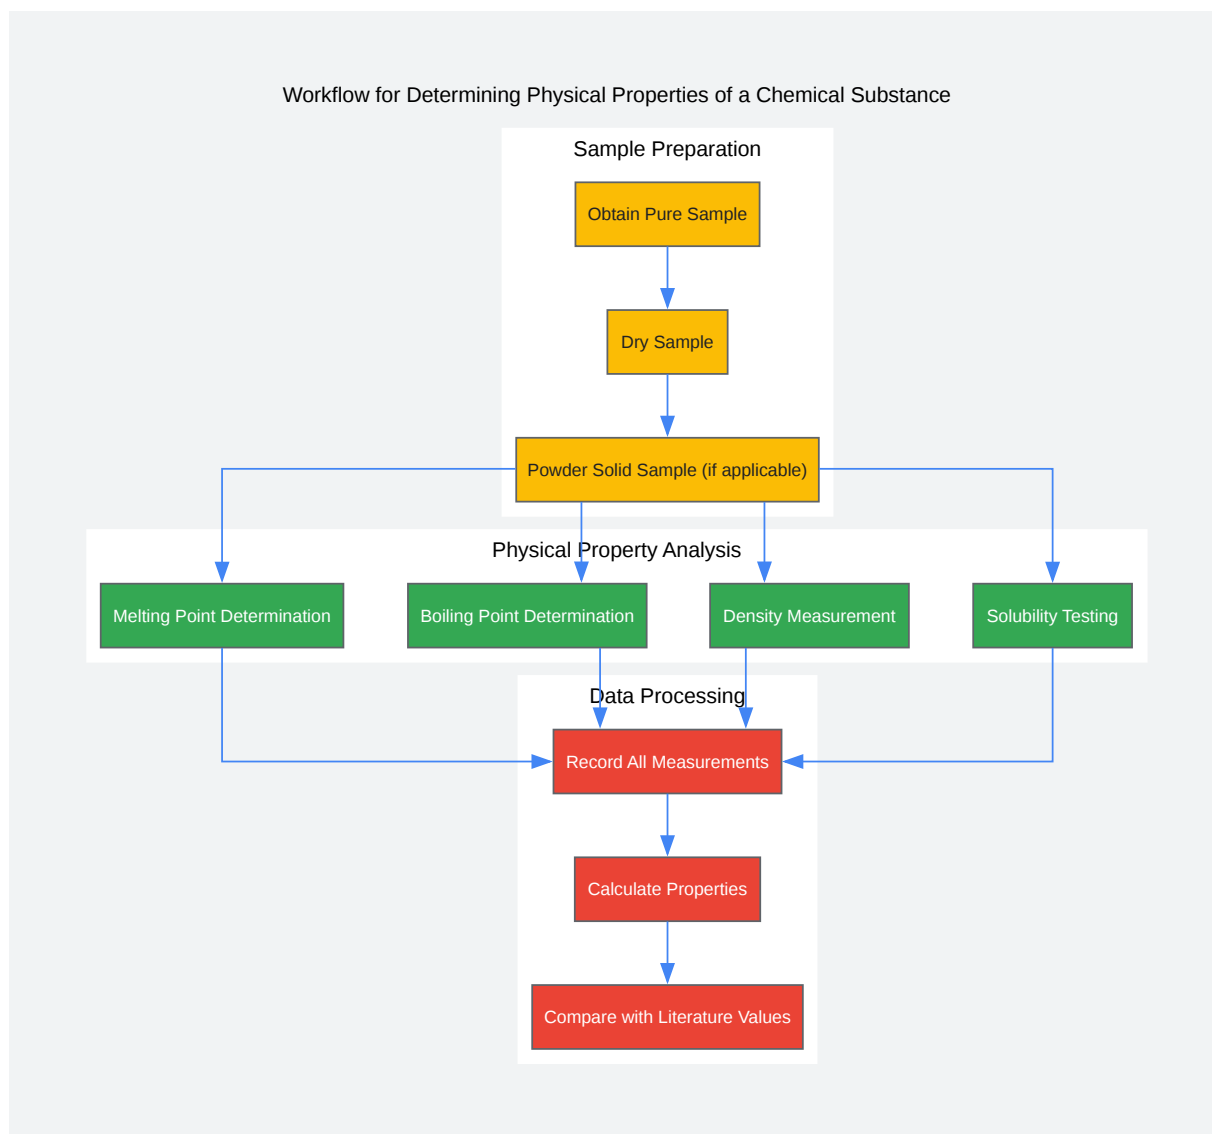 Workflow for Determining Physical Properties of a Chemical Substance
Sample Preparation
Obtain Pure Sample
Dry Sample
Powder Solid Sample (if applicable)
Physical Property Analysis
Melting Point Determination
Boiling Point Determination
Density Measurement
Solubility Testing
Data Processing
Record All Measurements
Calculate Properties
Compare with Literature Values